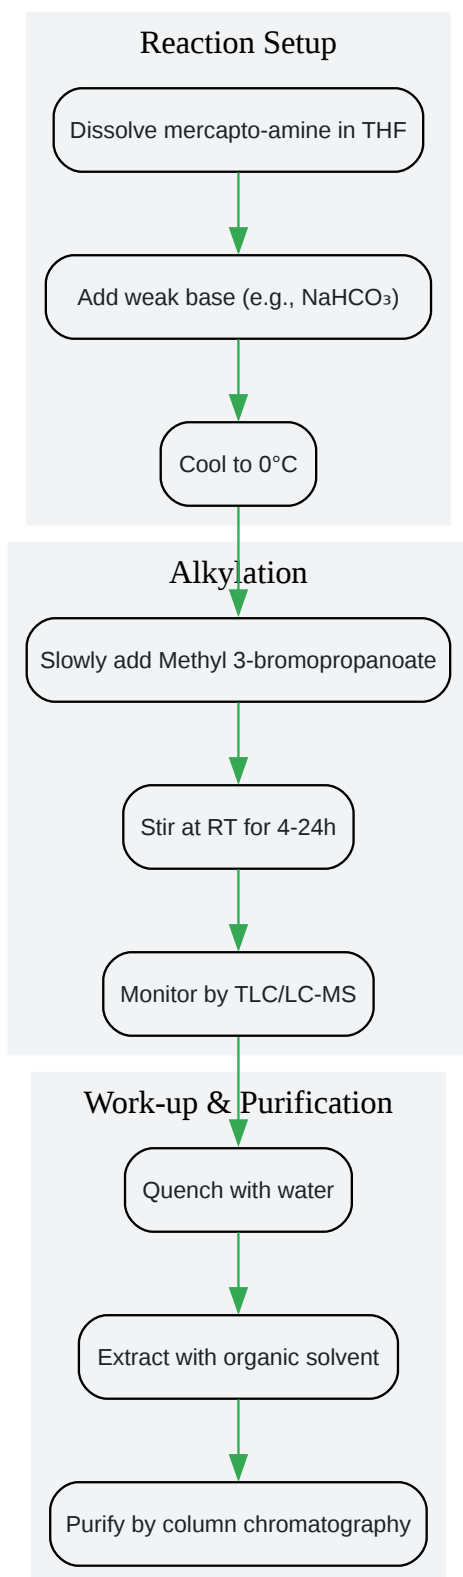 Reaction Setup
Dissolve mercapto-amine in THF
Add weak base (e.g., NaHCO₃)
Cool to 0°C
Alkylation
Slowly add Methyl 3-bromopropanoate
Stir at RT for 4-24h
Monitor by TLC/LC-MS
Work-up & Purification
Quench with water
Extract with organic solvent
Purify by column chromatography